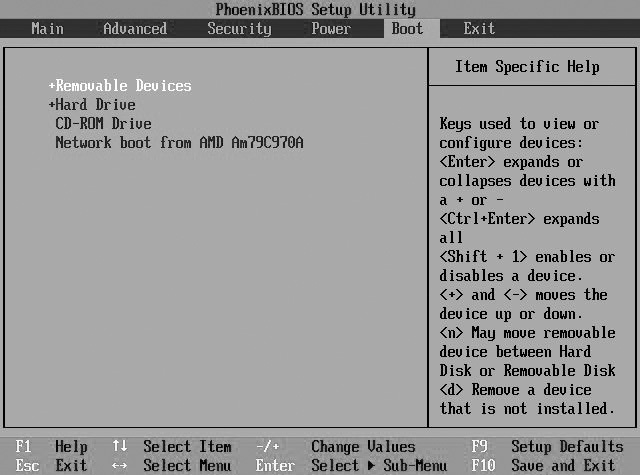 PhoenixBIOS Setup Utility
Main Advanced Security Power Boot Exit
+Removable Devices
+Hard Drive
CD-ROM Drive
Network boot from AMD Am79C970A
Item Specific Help
Keys used to view or
configure devices:
<Enter> expands or
collapses devices with
a + or -
<Ctrl+Enter> expands
all
<Shift + 1> enables or
disables a device.
<+> and <-> moves the
device up or down.
<n> May move removable
device between Hard
Disk or Removable Disk
<d> Remove a device
that is not installed.
F1 Help ↑↓ Select Item -/+ Change Values F9 Setup Defaults
Esc Exit ↔ Select Menu Enter Select ▶ Sub-Menu F10 Save and Exit